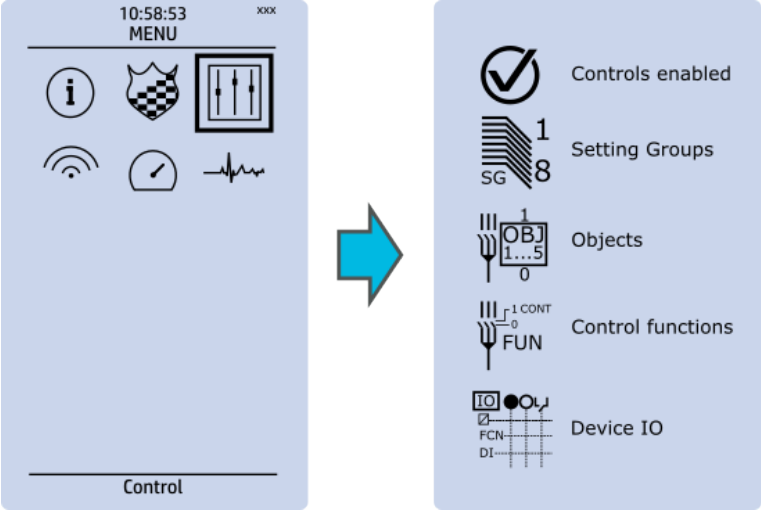 10:58:53
xxx
MENU
i
Control
Controls enabled
1
SG 8
Setting Groups
1
OBJ
1...5
0
Objects
1 CONT
0
FUN
Control functions
IO
FCN
DI
Device IO